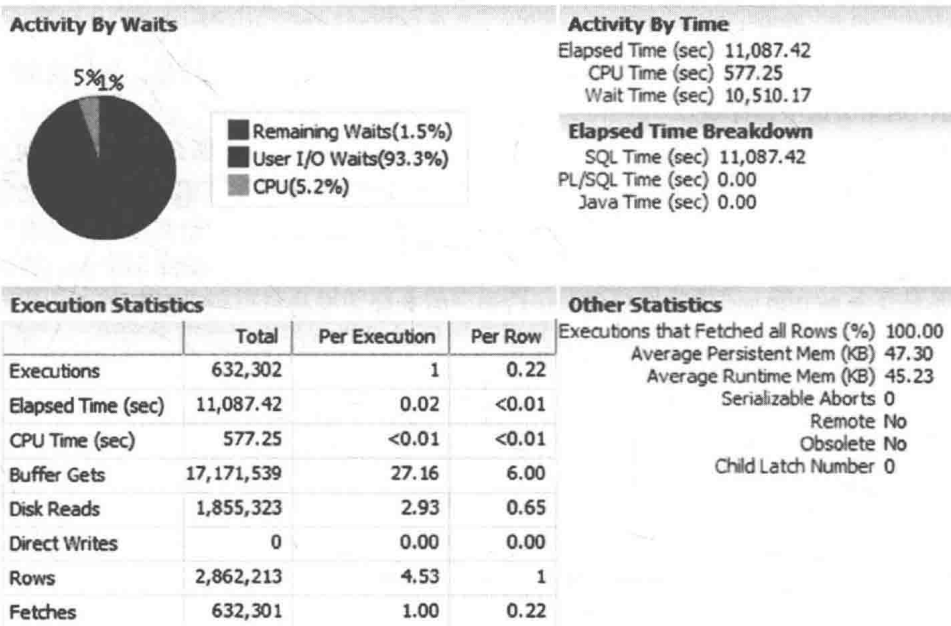 Activity By Waits
5%
1%
Remaining Waits(1.5%)
User I/O Waits(93.3%)
CPU(5.2%)
Activity By Time
Elapsed Time (sec) 11,087.42
CPU Time (sec) 577.25
Wait Time (sec) 10,510.17
Elapsed Time Breakdown
SQL Time (sec) 11,087.42
PL/SQL Time (sec) 0.00
Java Time (sec) 0.00
Execution Statistics
Total Per Execution Per Row
Executions 632,302 1 0.22
Elapsed Time (sec) 11,087.42 0.02 <0.01
CPU Time (sec) 577.25 <0.01 <0.01
Buffer Gets 17,171,539 27.16 6.00
Disk Reads 1,855,323 2.93 0.65
Direct Writes 0 0.00 0.00
Rows 2,862,213 4.53 1
Fetches 632,301 1.00 0.22
Other Statistics
Executions that Fetched all Rows (%) 100.00
Average Persistent Mem (KB) 47.30
Average Runtime Mem (KB) 45.23
Serializable Aborts 0
Remote No
Obsolete No
Child Latch Number 0